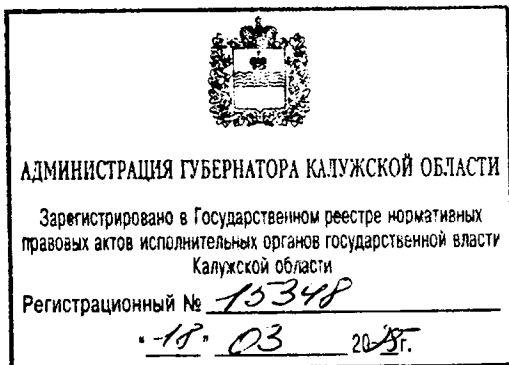 АДМИНИСТРАЦИЯ ГУБЕРНАТОРА КАЛУЖСКОЙ ОБЛАСТИ
Зарегистрировано в Государственном реестре нормативных
правовых актов исполнительных органов государственной власти
Калужской области
Регистрационный № 15348
"18" 03 20 г.